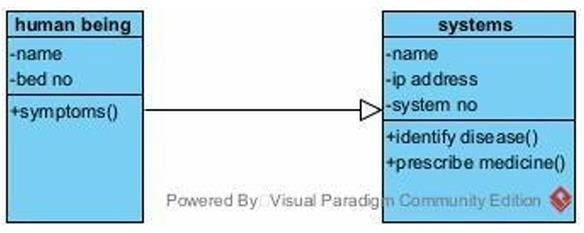 human being
-name
-bed no
+symptoms()
systems
-name
-ip address
-system no
+identify disease()
+prescribe medicine()
Powered By Visual Paradigm Community Edition